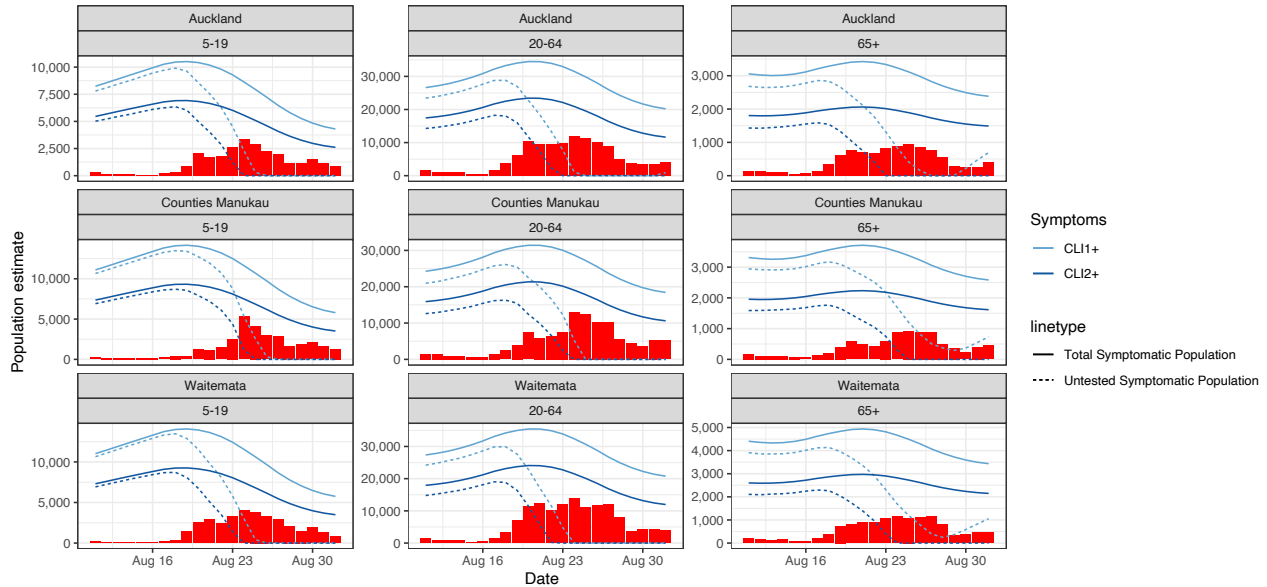 Auckland
5-19
10,000
7,500
5,000
2,500
0
Auckland
20-64
30,000
20,000
10,000
0
Auckland
65+
3,000
2,000
1,000
0
Counties Manukau
5-19
10,000
5,000
0
Counties Manukau
20-64
30,000
20,000
10,000
0
Counties Manukau
65+
3,000
2,000
1,000
0
Waitemata
5-19
10,000
5,000
0
Aug 16 Aug 23 Aug 30
Waitemata
20-64
30,000
20,000
10,000
0
Aug 16 Aug 23 Aug 30
Waitemata
65+
5,000
4,000
3,000
2,000
1,000
0
Aug 16 Aug 23 Aug 30
Population estimate
Date
Symptoms
CLI1+
CLI2+
linetype
Total Symptomatic Population
Untested Symptomatic Population